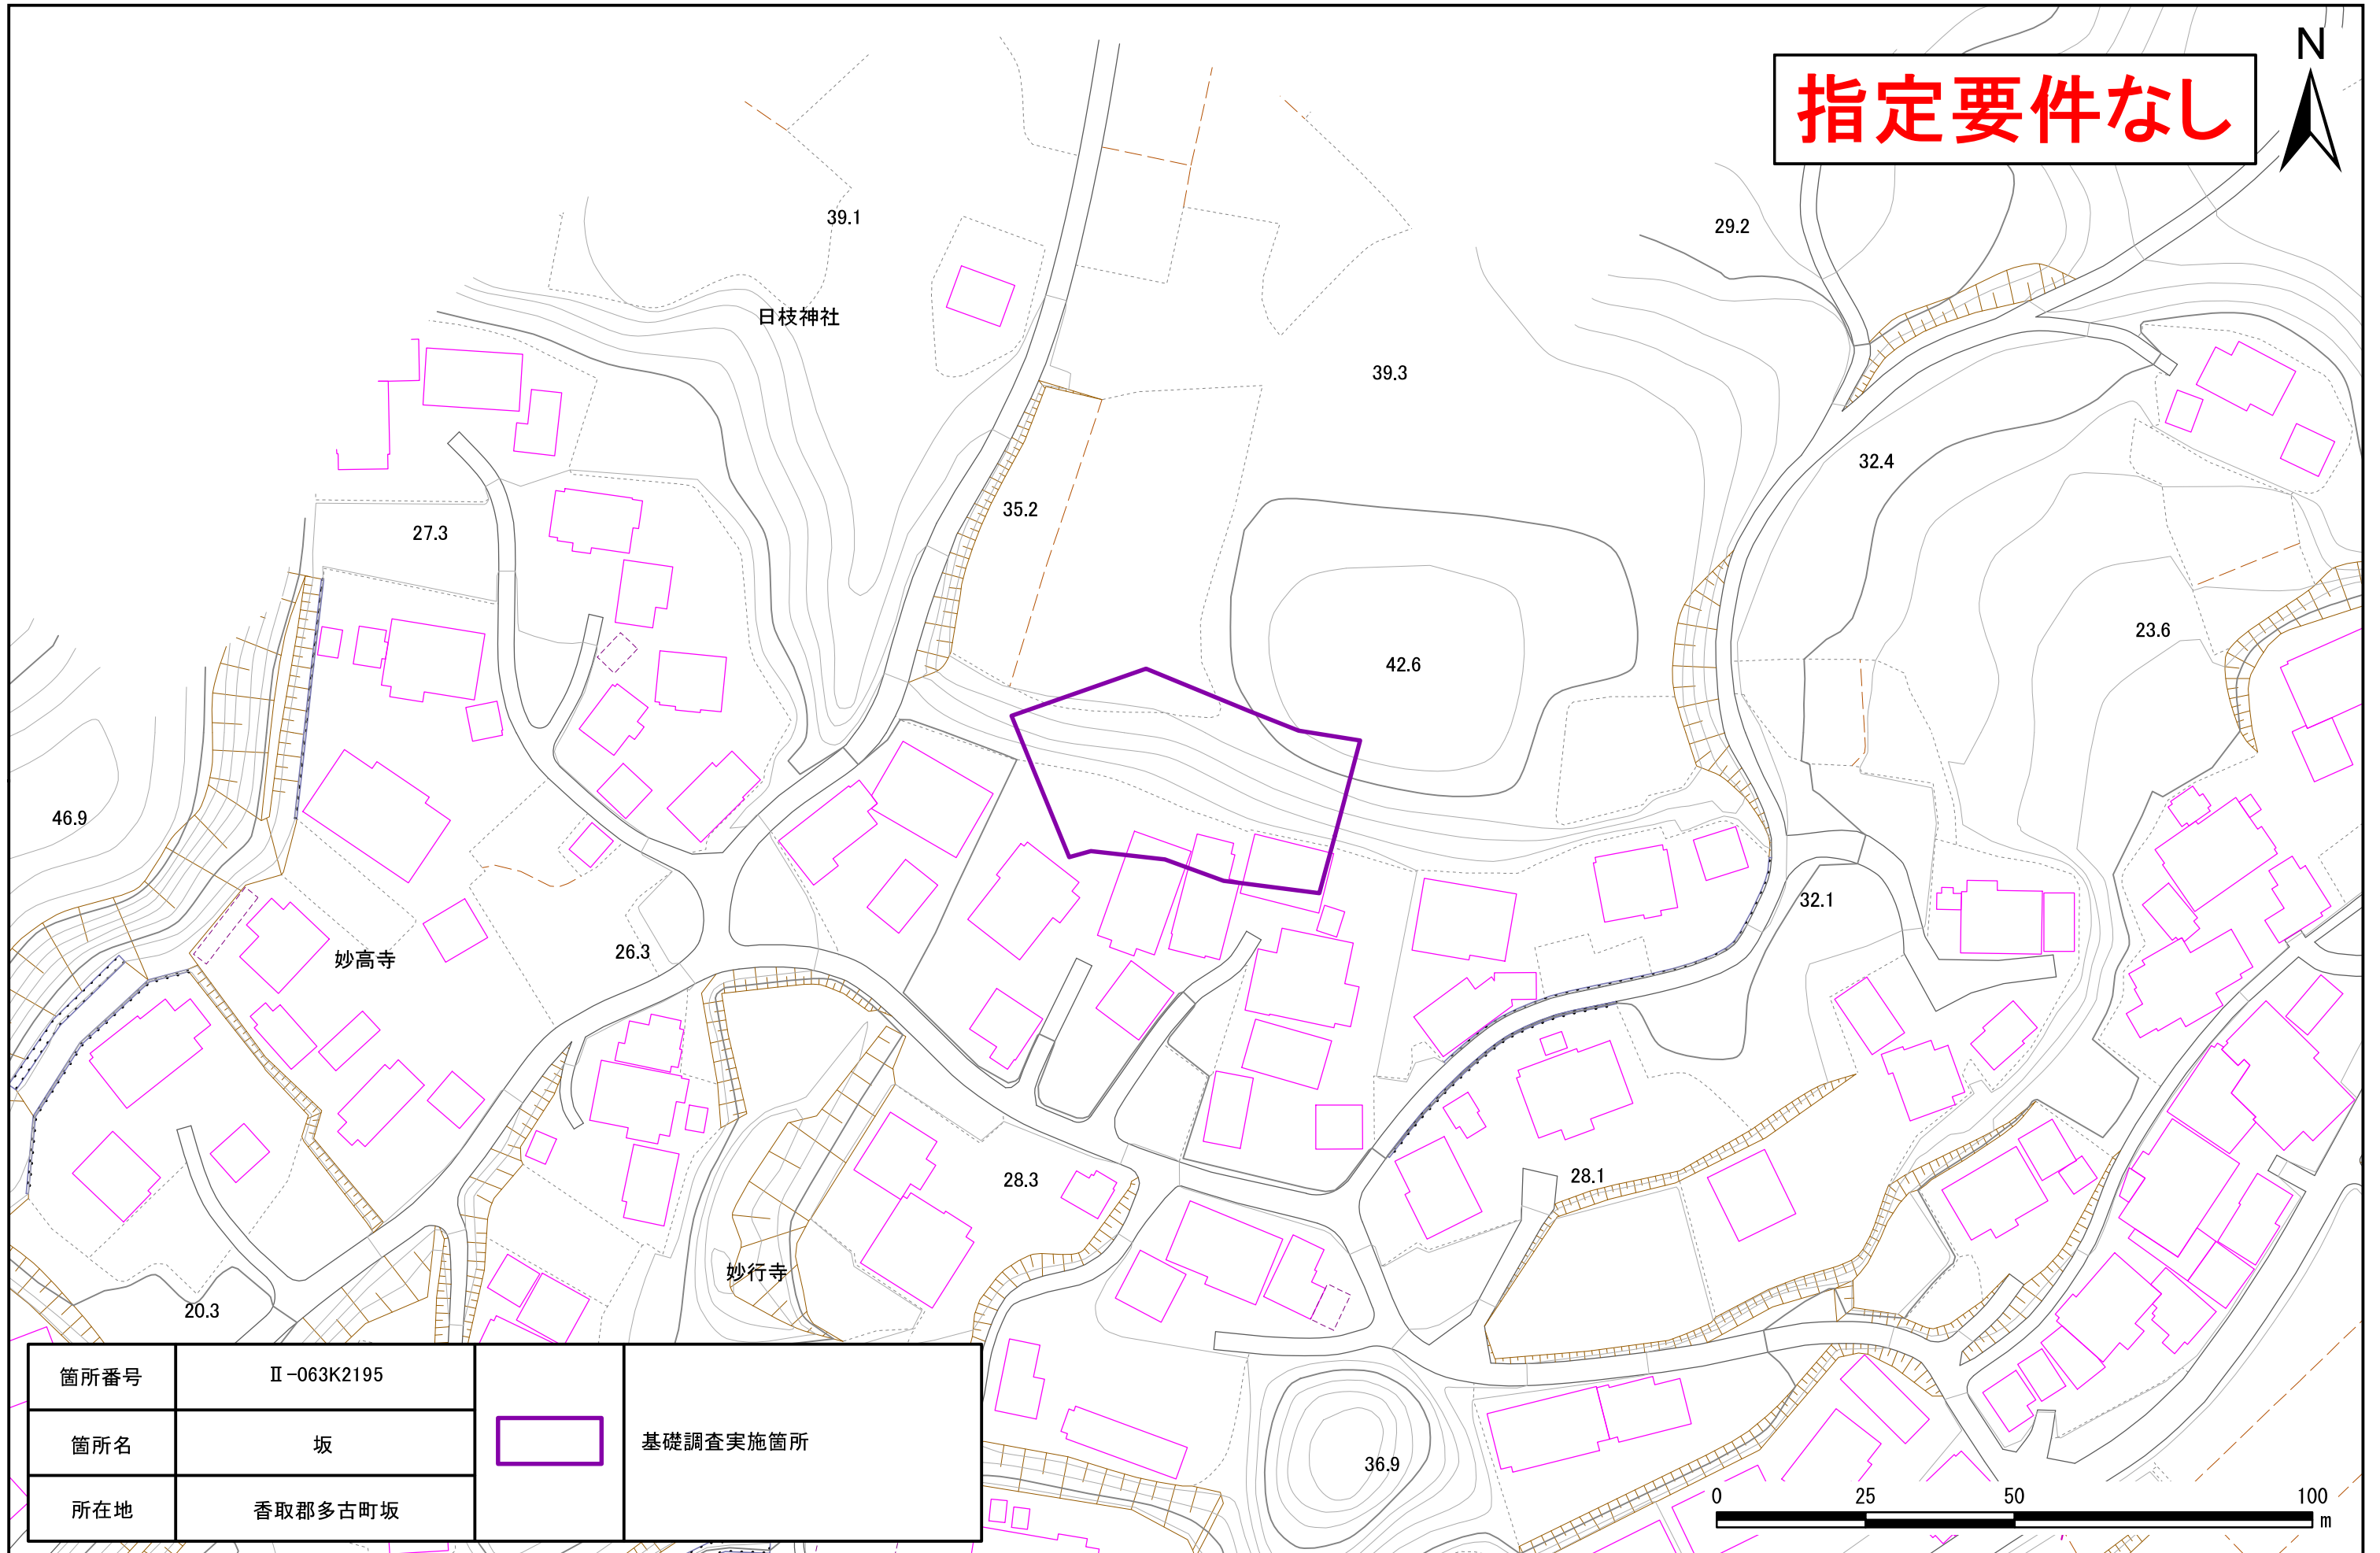 指定要件なし
N
39.1
29.2
日枝神社
39.3
32.4
35.2
27.3
23.6
42.6
46.9
32.1
26.3
妙高寺
28.3
28.1
妙行寺
20.3
36.9
箇所番号 Ⅱ-063K2195
箇所名 坂
所在地 香取郡多古町坂
基礎調査実施箇所
0 25 50 100
m